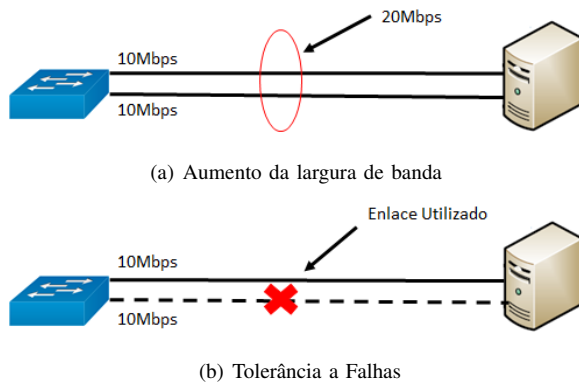 20Mbps
10Mbps
10Mbps
(a) Aumento da largura de banda
Enlace Utilizado
10Mbps
10Mbps
(b) Tolerância a Falhas